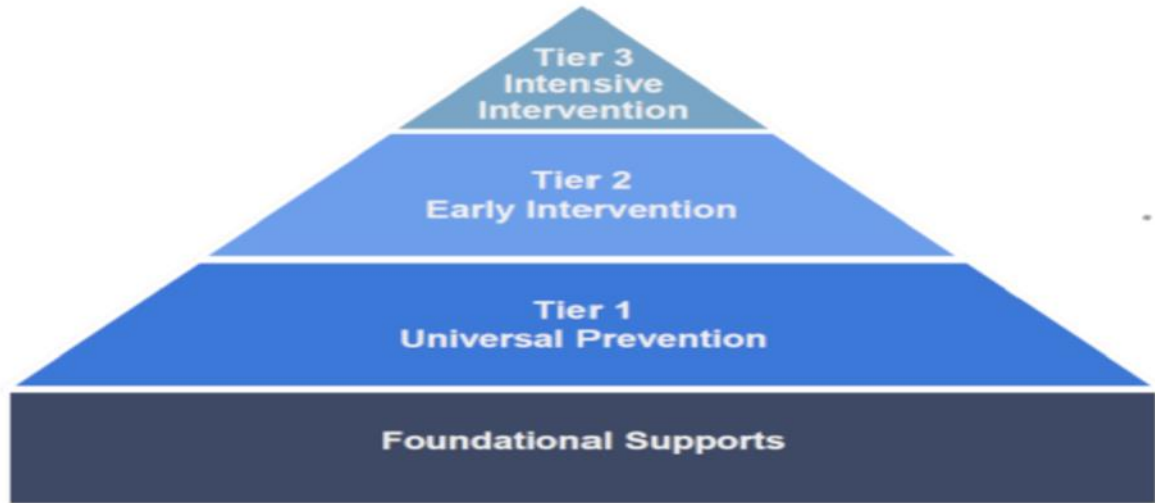 Tier 3
Intensive
Intervention
Tier 2
Early Intervention
Tier 1
Universal Prevention
Foundational Supports